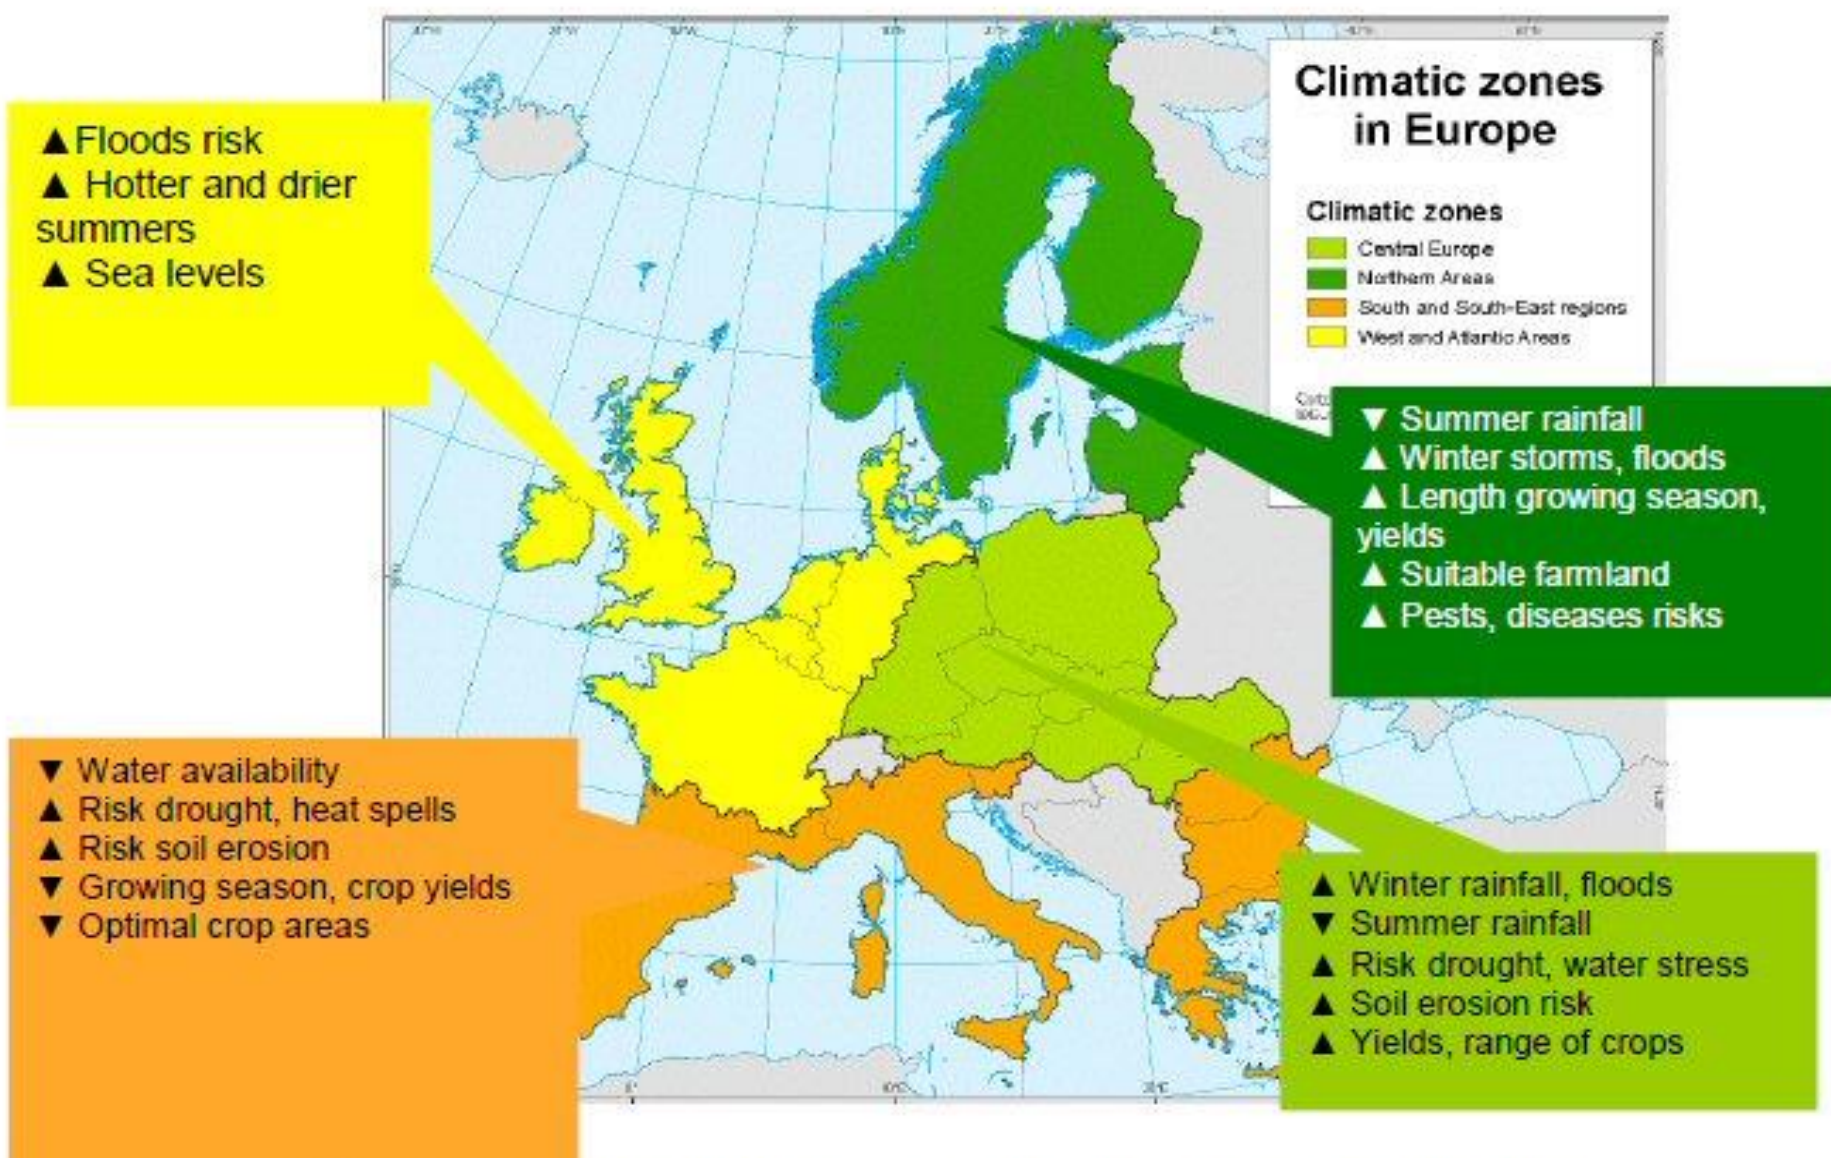 Climatic zones
in Europe
Climatic zones
Central Europe
Northern Areas
South and South-East regions
West and Atlantic Areas
▲Floods risk
▲ Hotter and drier
summers
▲ Sea levels
▼ Summer rainfall
▲ Winter storms, floods
▲ Length growing season,
yields
▲ Suitable farmland
▲ Pests, diseases risks
▼ Water availability
▲ Risk drought, heat spells
▲ Risk soil erosion
▼ Growing season, crop yields
▼ Optimal crop areas
▲ Winter rainfall, floods
▼ Summer rainfall
▲ Risk drought, water stress
▲ Soil erosion risk
▲ Yields, range of crops